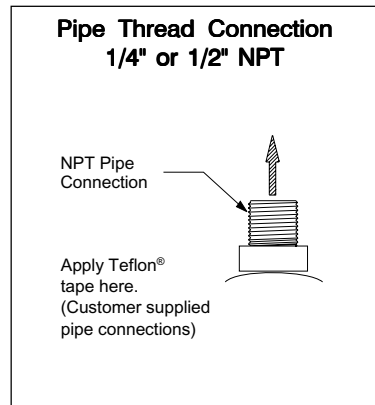 Pipe Thread Connection
1/4" or 1/2" NPT
NPT Pipe
Connection
Apply Teflon®
tape here.
(Customer supplied
pipe connections)